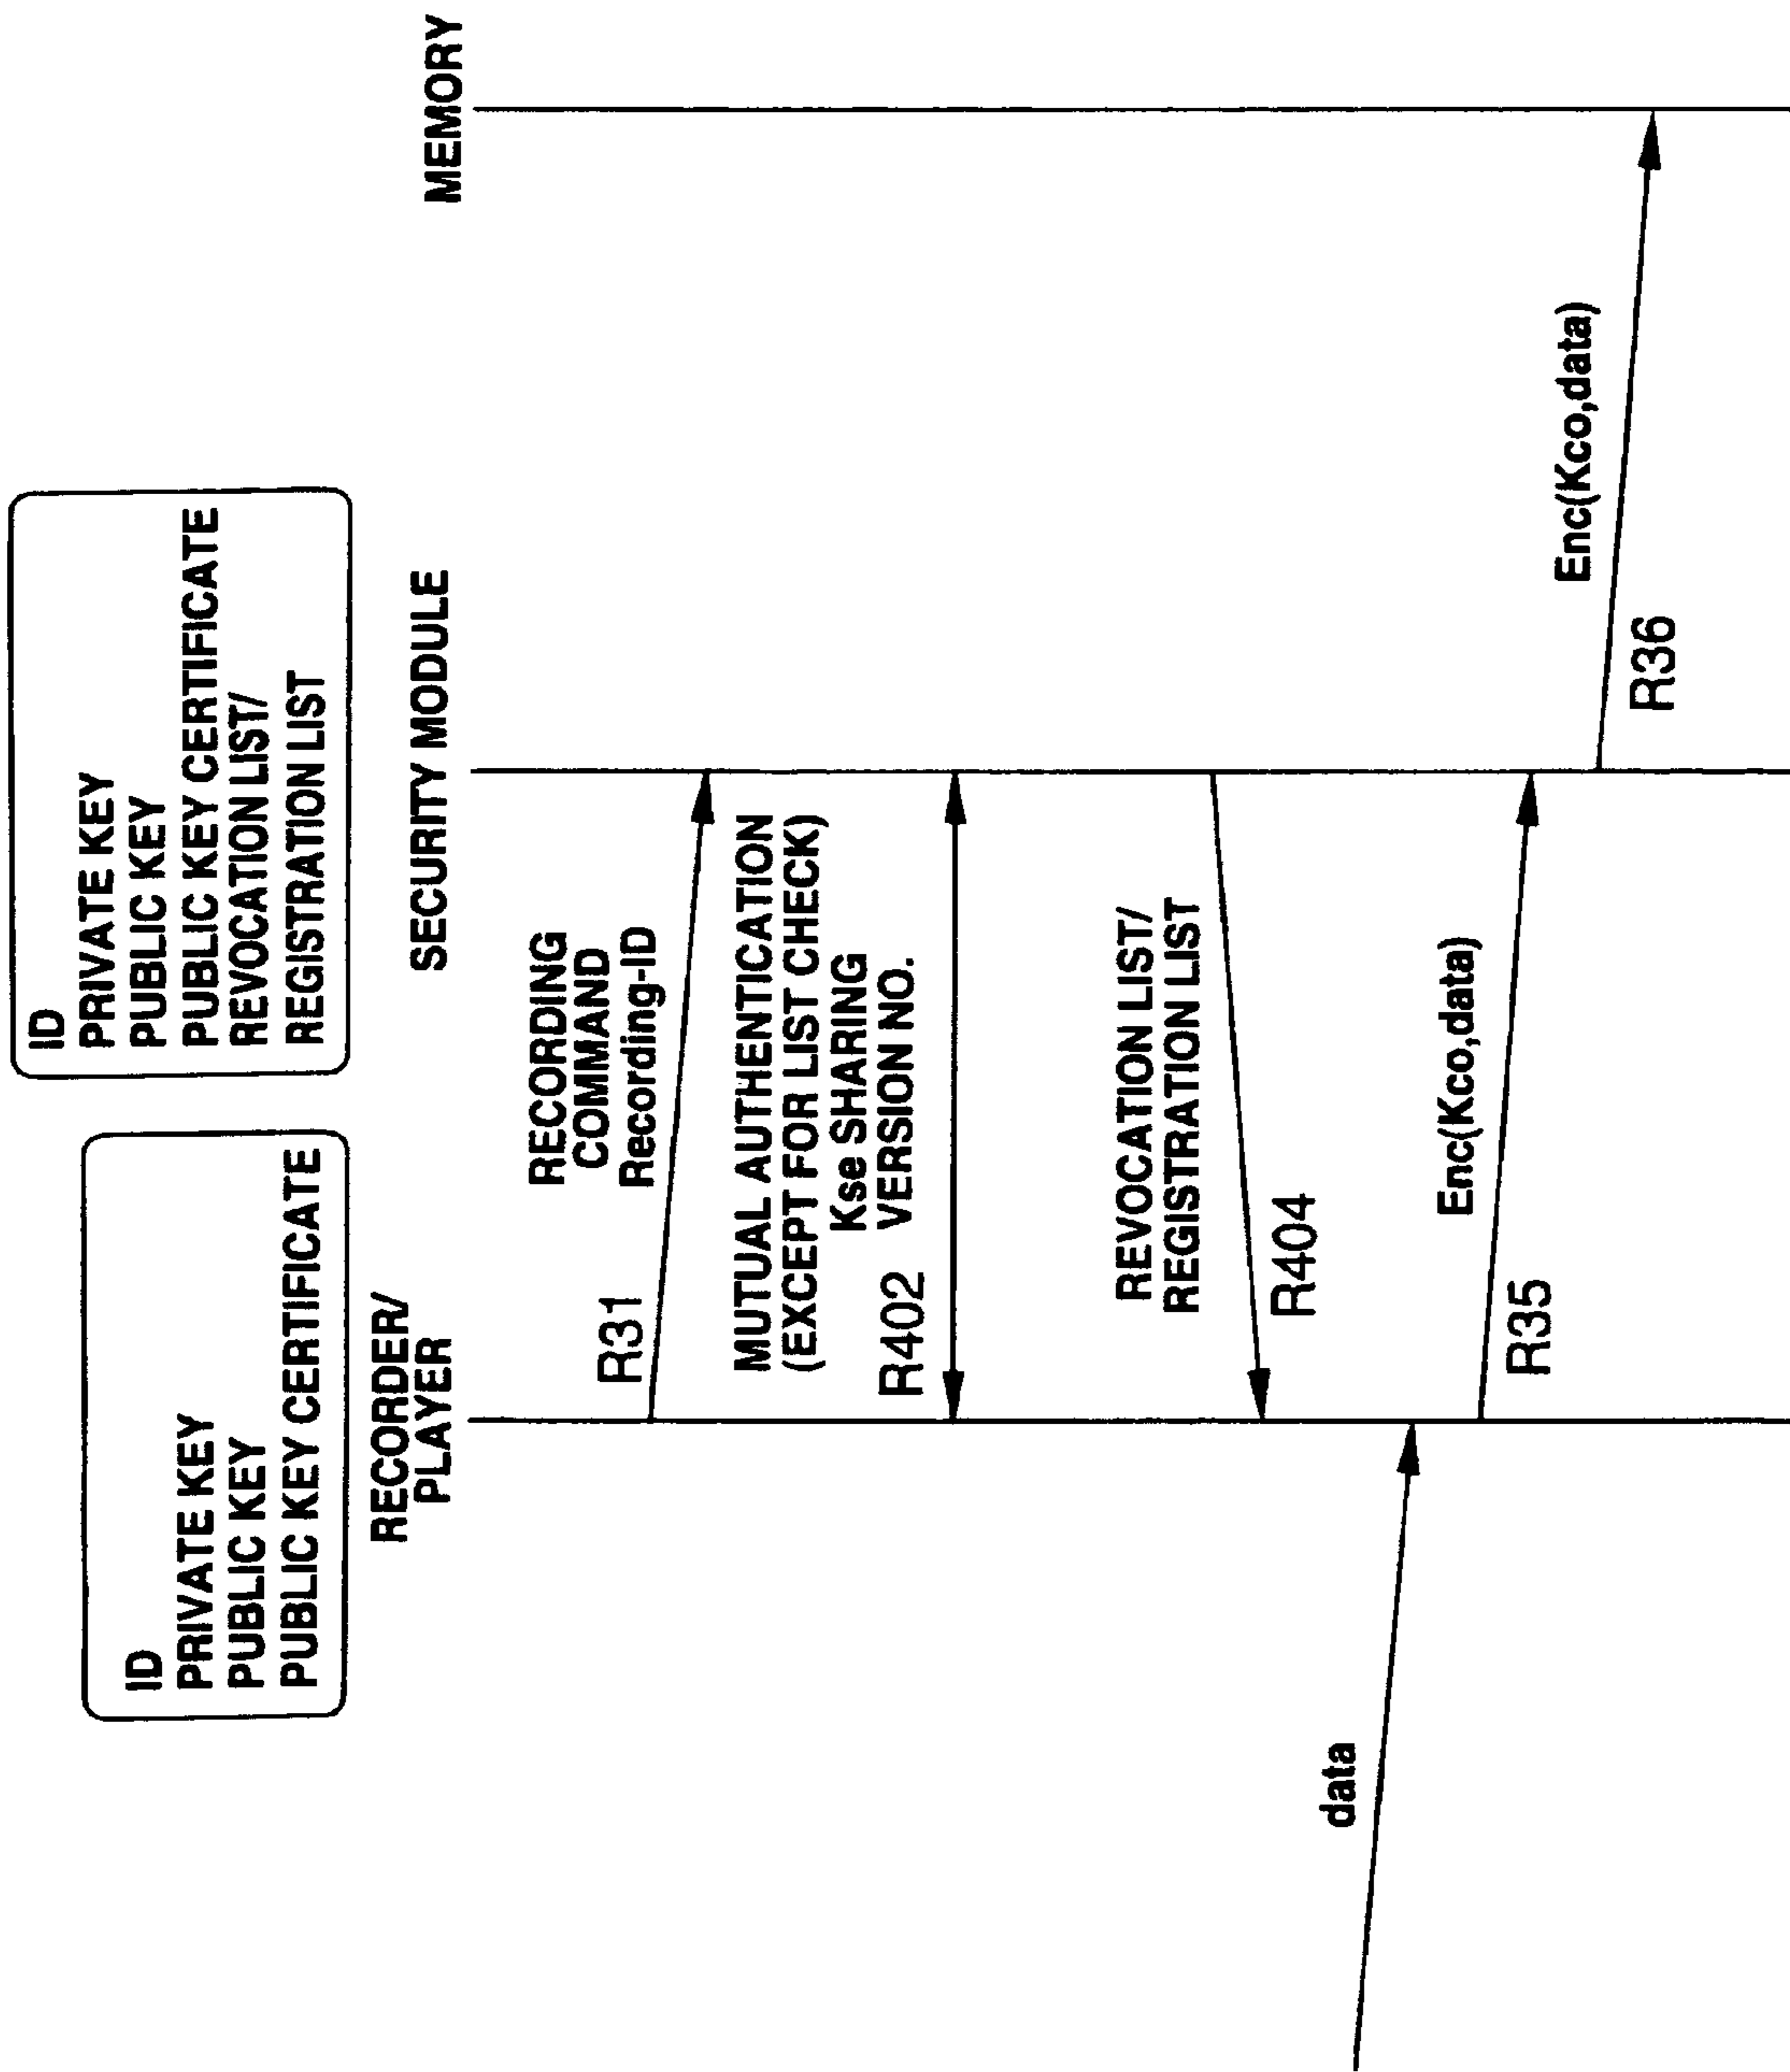 ID
PRIVATE KEY
PUBLIC KEY
PUBLIC KEY CERTIFICATE
RECORDER/
PLAYER
ID
PRIVATE KEY
PUBLIC KEY
PUBLIC KEY CERTIFICATE
REVOCATION LIST/
REGISTRATION LIST
SECURITY MODULE
MEMORY
RECORDING
COMMAND
Recording-ID
R31
MUTUAL AUTHENTICATION
(EXCEPT FOR LIST CHECK)
Kse SHARING
R402 VERSION NO.
REVOCATION LIST/
REGISTRATION LIST
R404
data
Enc(Kco,data)
R35
Enc(Kco,data)
R36